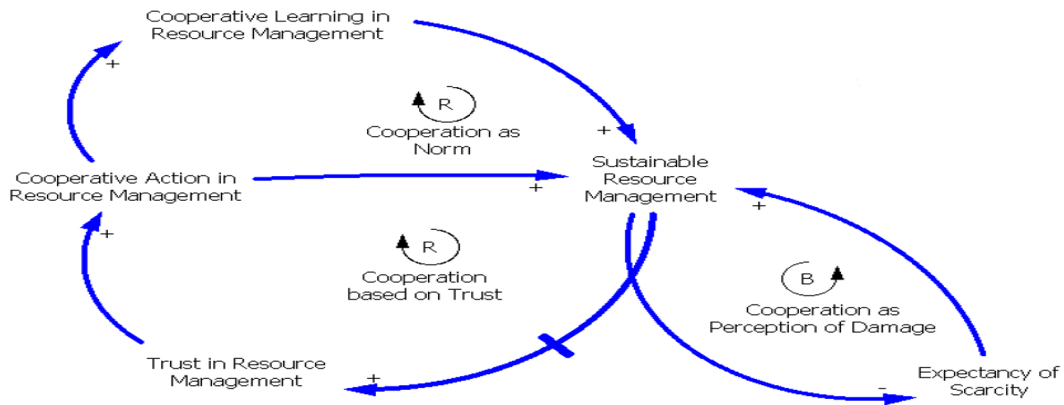 Cooperative Learning in
Resource Management
+
R
Cooperation as
Norm
+
Sustainable
Resource
Management
Cooperative Action in
Resource Management
+
+
+
R
Cooperation
based on Trust
B
Cooperation as
Perception of Damage
Trust in Resource
Management
+
-
Expectancy of
Scarcity